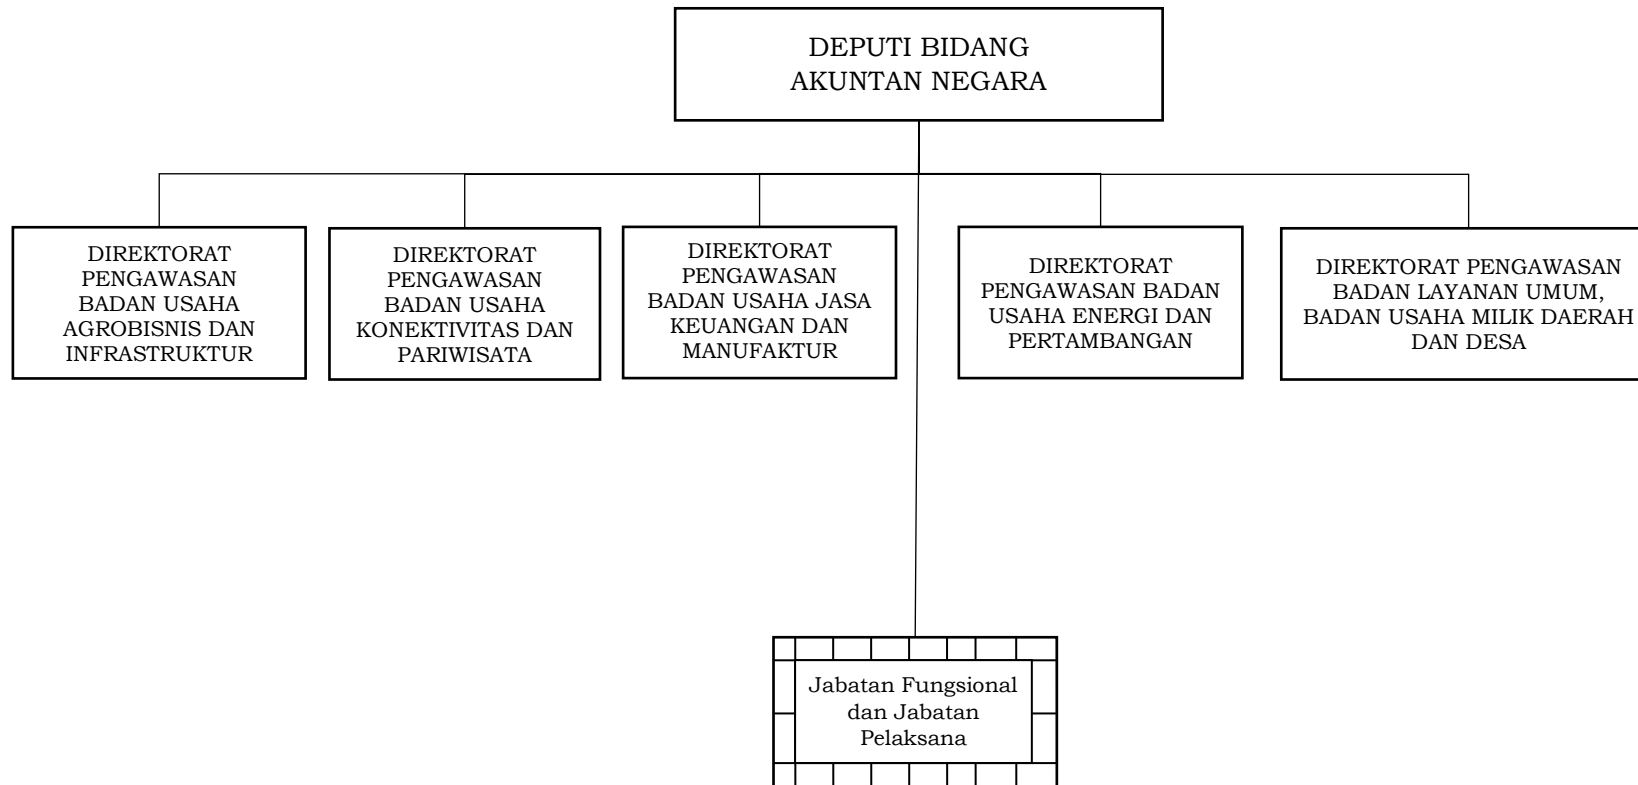 DEPUTI BIDANG
AKUNTAN NEGARA
DIREKTORAT
PENGAWASAN
BADAN USAHA
AGROBISNIS DAN
INFRASTRUKTUR
DIREKTORAT
PENGAWASAN
BADAN USAHA
KONEKTIVITAS DAN
PARIWISATA
DIREKTORAT
PENGAWASAN
BADAN USAHA JASA
KEUANGAN DAN
MANUFAKTUR
DIREKTORAT
PENGAWASAN BADAN
USAHA ENERGI DAN
PERTAMBANGAN
DIREKTORAT PENGAWASAN
BADAN LAYANAN UMUM,
BADAN USAHA MILIK DAERAH
DAN DESA
Jabatan Fungsional
dan Jabatan
Pelaksana